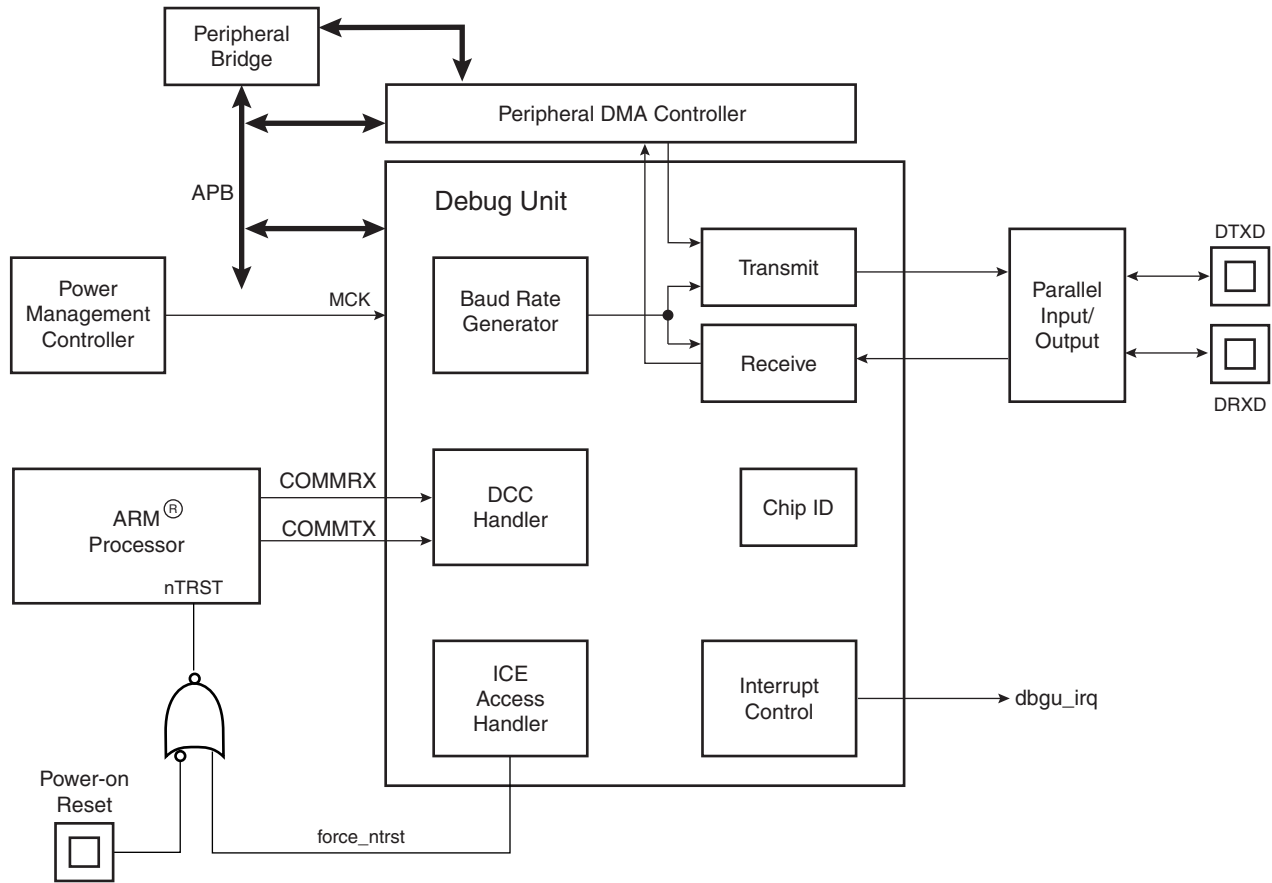 Peripheral
Bridge
Peripheral DMA Controller
APB
Debug Unit
Power
Management
Controller
MCK
Baud Rate
Generator
Transmit
Receive
Parallel
Input/
Output
DTXD
DRXD
ARM®
Processor
nTRST
COMMRX
COMMTX
DCC
Handler
Chip ID
ICE
Access
Handler
Interrupt
Control
dbgu_irq
Power-on
Reset
force_ntrst